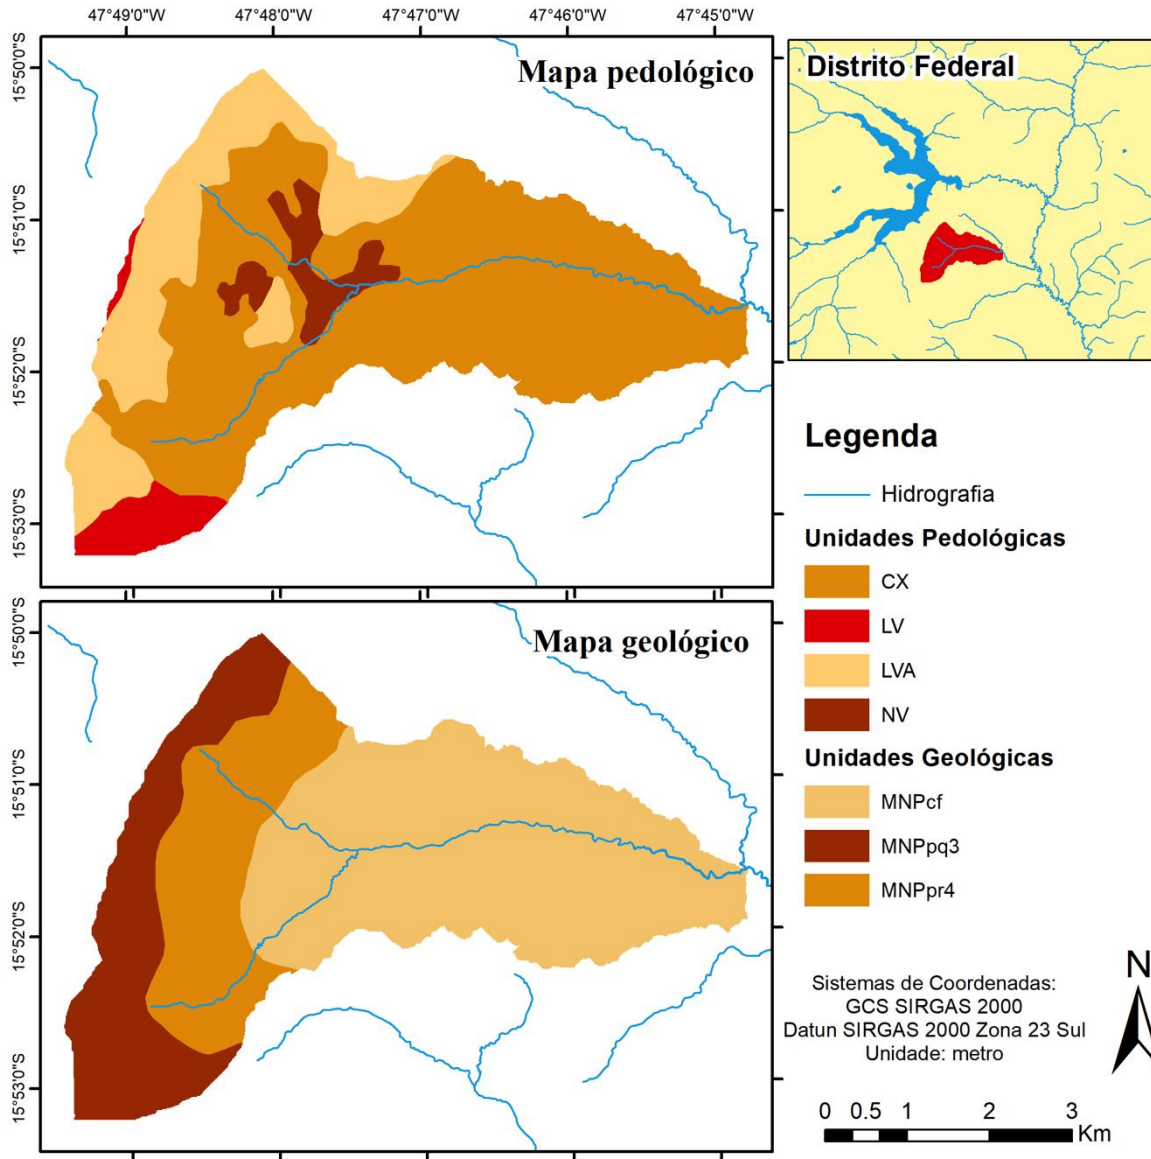 47°49'0"W 47°48'0"W 47°47'0"W 47°46'0"W 47°45'0"W
15°50'0"S
15°51'0"S
15°52'0"S
15°53'0"S
Mapa pedológico
Distrito Federal
15°50'0"S
15°51'0"S
15°52'0"S
15°53'0"S
Mapa geológico
Legenda
Hidrografia
Unidades Pedológicas
CX
LV
LVA
NV
Unidades Geológicas
MNPcf
MNPpq3
MNPpr4
Sistemas de Coordenadas:
GCS SIRGAS 2000
Datun SIRGAS 2000 Zona 23 Sul
Unidade: metro
N
0 0.5 1 2 3
Km